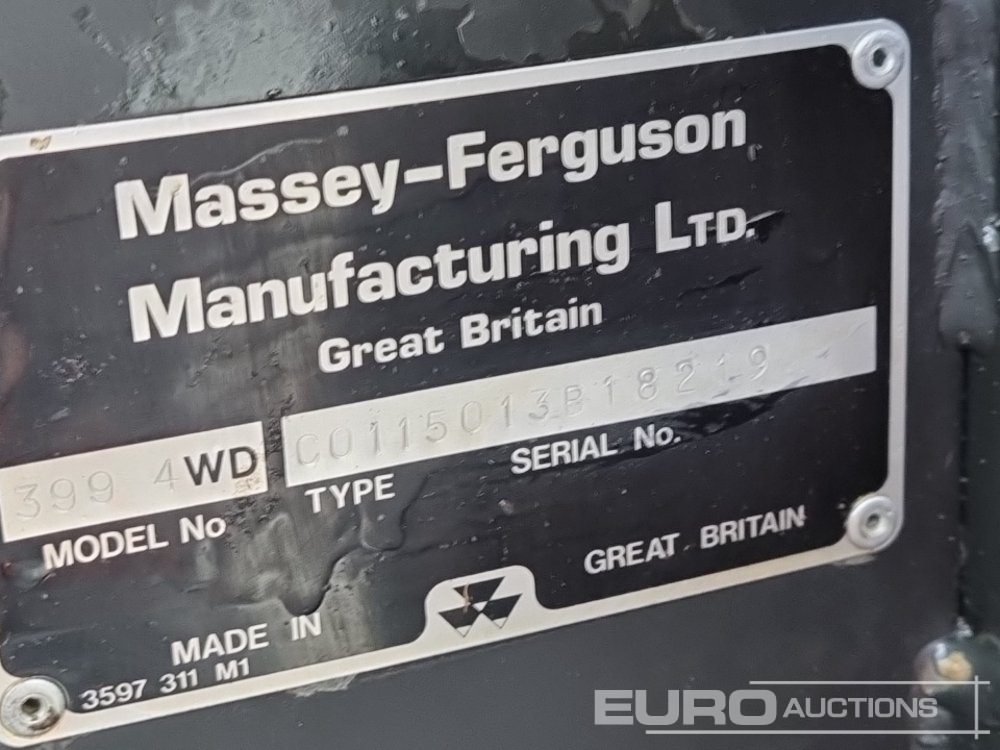 Massey-Ferguson
Manufacturing LTD.
Great Britain
399 4WD C0115013B18219
MODEL No TYPE SERIAL No.
MADE IN GREAT BRITAIN
3597 311 M1
EURO AUCTIONS